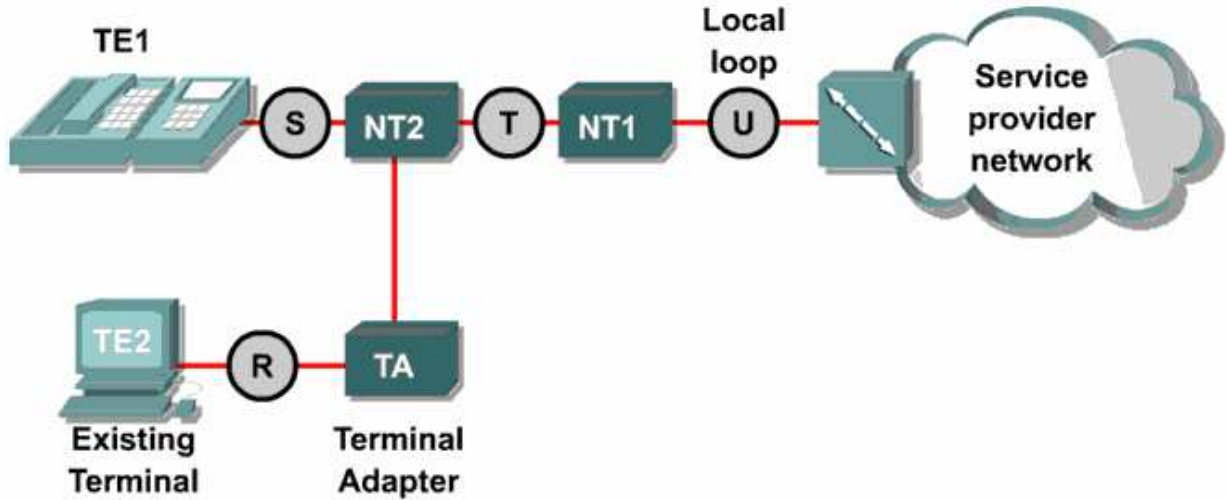 TE1
S
NT2
T
NT1
Local
loop
U
Service
provider
network
TE2
R
TA
Existing
Terminal
Terminal
Adapter